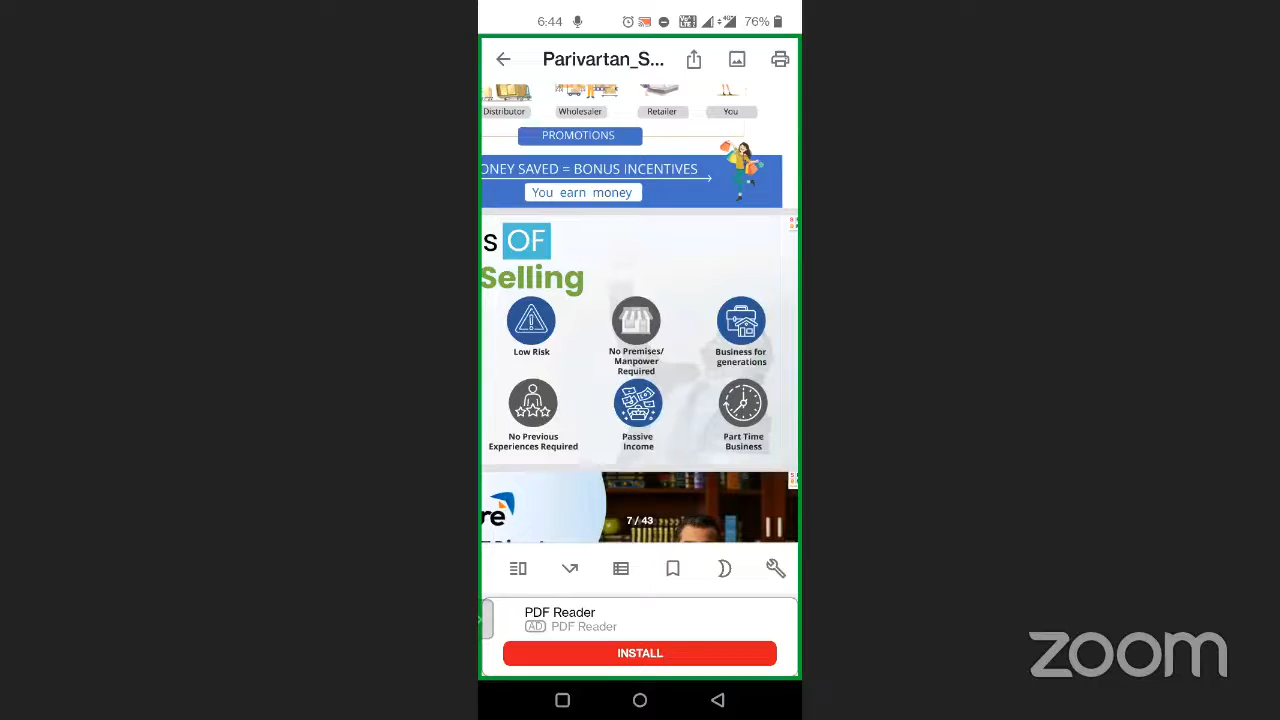 6:44
76%
Parivartan_S...
Distributor
Wholesaler
Retailer
You
PROMOTIONS
ONEY SAVED = BONUS INCENTIVES
You earn money
s OF
Selling
Low Risk
No Premises/
Manpower
Required
Business for
generations
No Previous
Experiences Required
Passive
Income
Part Time
Business
re
7 / 43
PDF Reader
AD PDF Reader
INSTALL
zoom